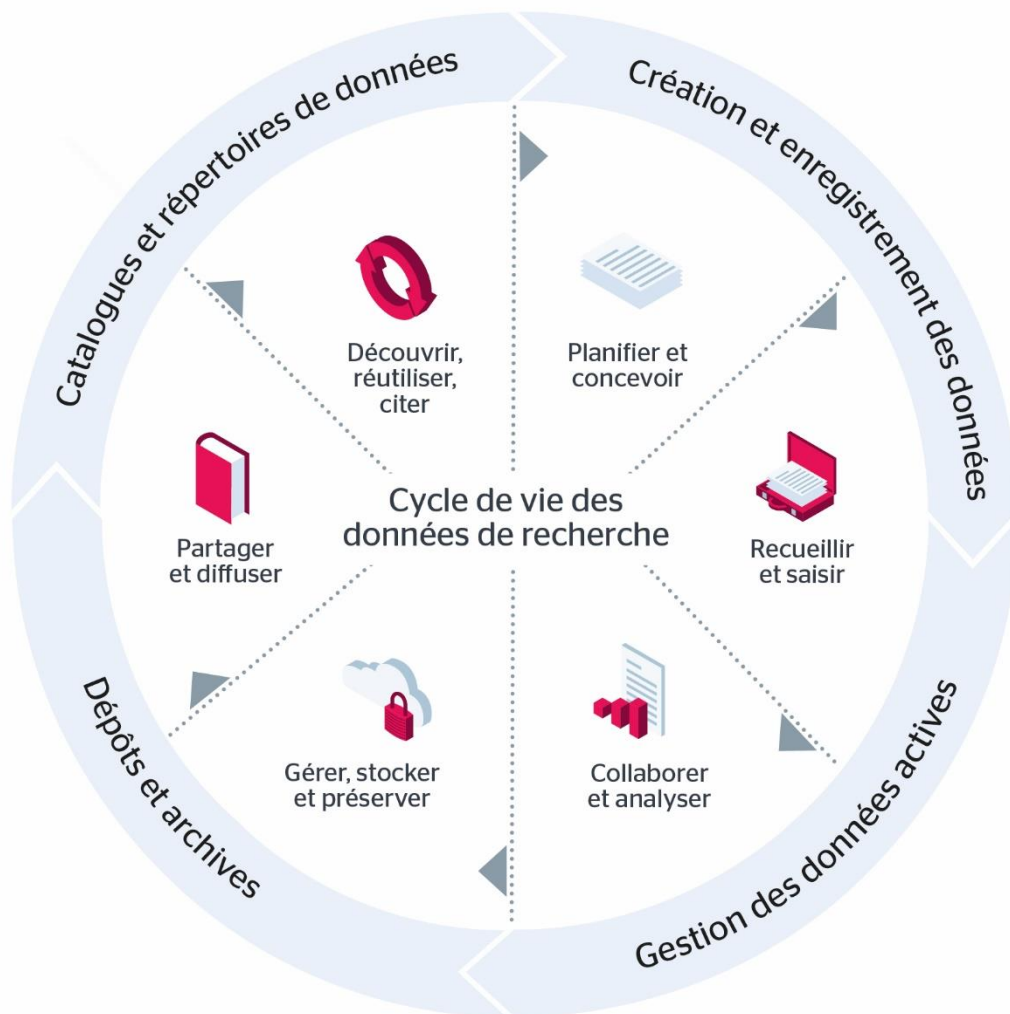 Catalogues et répertoires de données
Création et enregistrement des données
Découvrir,
réutiliser,
citer
Planifier et
concevoir
Cycle de vie des
données de recherche
Partager
et diffuser
Recueillir
et saisir
Gérer, stocker
et préserver
Collaborer
et analyser
Dépôts et archives
Gestion des données actives